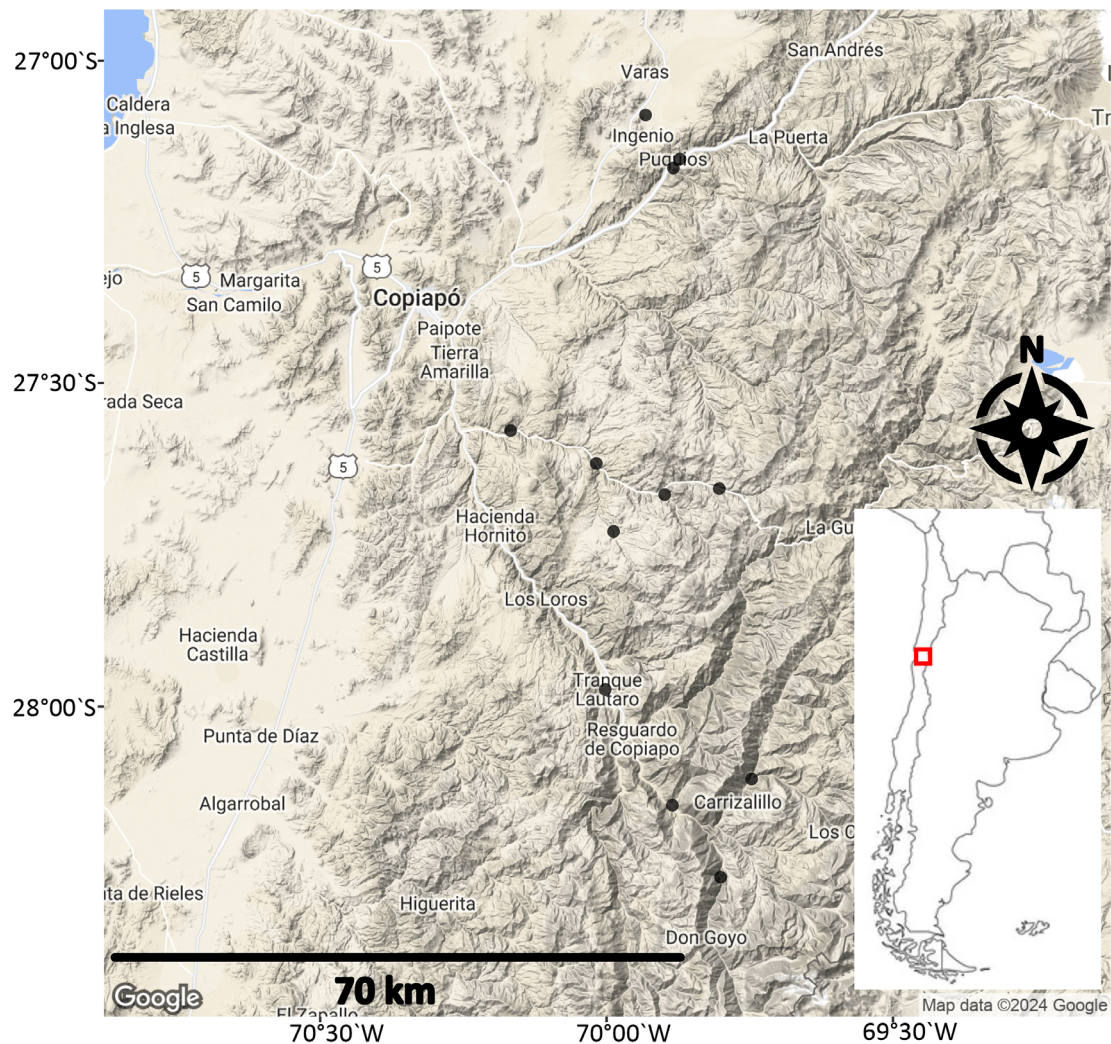 San Andrés
27°00`S
Varas
Caldera
a Inglesa
Ingenio
La Puerta
Tr
Puquios
5
5
ejo
Margarita
San Camilo
Copiapó
Paipote
Tierra
Amarilla
N
27°30`S
rada Seca
5
Hacienda
Hornito
La Gu
Los Loros
Hacienda
Castilla
Tranque
Lautaro
28°00`S
Punta de Díaz
Resguardo
de Copiapo
Algarrobal
Carrizalillo
Los C
ta de Rieles
Higuerita
Don Goyo
70 km
Google
Map data ©2024 Google
El Zapallo
70°30`W
70°00`W
69°30`W